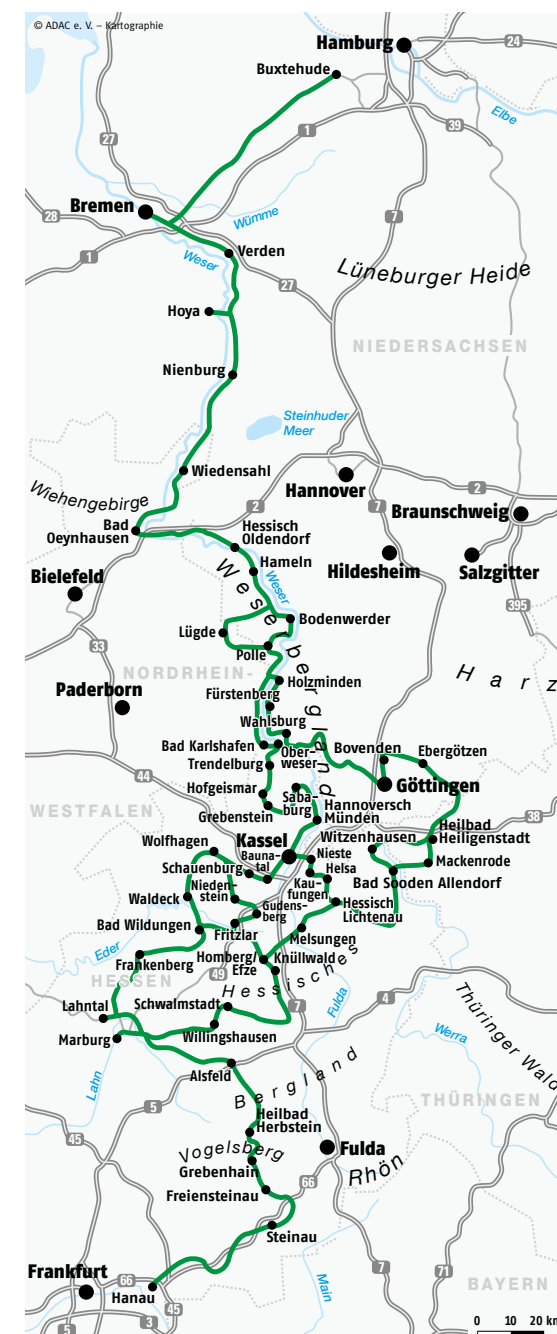 © ADAC e. V. – Kartographie
Hamburg
24
Buxtehude
Elbe
1
39
27
Bremen
7
28
Wümme
Verden
1
Weser
27
Lüneburger Heide
Hoya
NIEDERSACHSEN
Nienburg
Steinhuder
Meer
Wiedensahl
Hannover
2
Wiehengebirge
2
Braunschweig
7
Bad
Oeynhausen
Hessisch
Oldendorf
Hildesheim
Salzgitter
Hameln
Bielefeld
Weser
Weserbergland
395
Bodenwerder
Lügde
33
Polle
NORDRHEIN-
Harz
Holzminden
Paderborn
Fürstenberg
Wahlsburg
Bad Karlshafen
Ober-
weser
Bovenden
Ebergötzen
Trendelburg
44
Göttingen
Hofgeismar
Saba-
burg
Hannoversch
Münden
WESTFALEN
Grebenstein
38
Heilbad
Heiligenstadt
Witzenhausen
Wolfhagen
Kassel
Bauna-
tal
Nieste
Mackenrode
Schauenburg
Helsa
Bad Sooden Allendorf
Kau-
fungen
Nieden-
stein
Waldeck
Gudens-
berg
Hessisch
Lichtenau
Bad Wildungen
Fritzlar
Melsungen
Eder
Homberg/
Efze
Knüllwald
Frankenberg
HESSEN
49
Hessisches
Bergland
7
4
Lahntal
Schwalmstadt
Fulda
Thüringer Wald
Marburg
Willingshausen
Werra
Lahn
Alsfeld
5
THÜRINGEN
Heilbad
Herbstein
45
Vogelsberg
Fulda
Grebenhain
Rhön
66
Freiensteinau
Steinau
Frankfurt
66
Main
7
71
Hanau
45
BAYERN
5
3
0 10 20 km